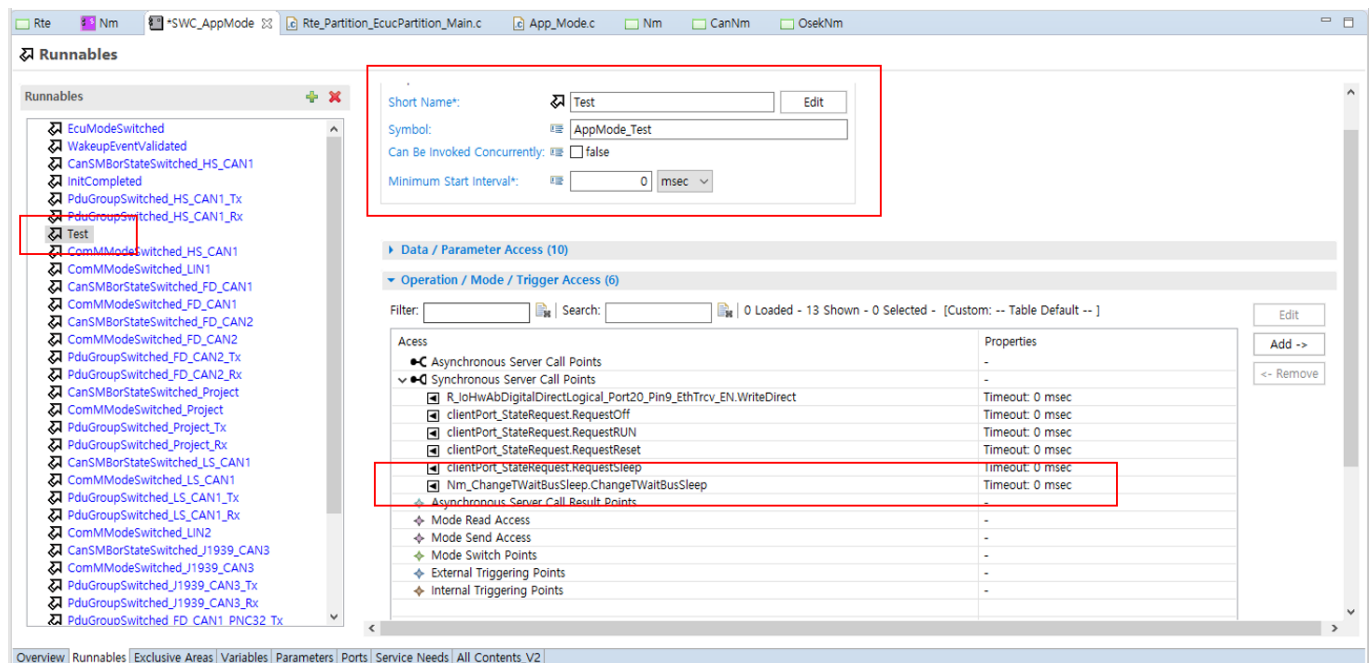 Rte Nm *SWC_AppMode Rte_Partition_EcucPartition_Main.c App_Mode.c Nm CanNm OsekNm
Runnables
Runnables
EcuModeSwitched
WakeupEventValidated
CanSMBorStateSwitched_HS_CAN1
InitCompleted
PduGroupSwitched_HS_CAN1_Tx
PduGroupSwitched_HS_CAN1_Rx
Test
ComMModeSwitched_HS_CAN1
ComMModeSwitched_LIN1
CanSMBorStateSwitched_FD_CAN1
ComMModeSwitched_FD_CAN1
CanSMBorStateSwitched_FD_CAN2
ComMModeSwitched_FD_CAN2
PduGroupSwitched_FD_CAN2_Tx
PduGroupSwitched_FD_CAN2_Rx
CanSMBorStateSwitched_Project
ComMModeSwitched_Project
PduGroupSwitched_Project_Tx
PduGroupSwitched_Project_Rx
CanSMBorStateSwitched_LS_CAN1
ComMModeSwitched_LS_CAN1
PduGroupSwitched_LS_CAN1_Tx
PduGroupSwitched_LS_CAN1_Rx
ComMModeSwitched_LIN2
CanSMBorStateSwitched_J1939_CAN3
ComMModeSwitched_J1939_CAN3
PduGroupSwitched_J1939_CAN3_Tx
PduGroupSwitched_J1939_CAN3_Rx
PduGroupSwitched_FD_CAN1_PNC32_Tx
Short Name*: Test Edit
Symbol: AppMode_Test
Can Be Invoked Concurrently: false
Minimum Start Interval*: 0 msec
Data / Parameter Access (10)
Operation / Mode / Trigger Access (6)
Filter: Search: 0 Loaded - 13 Shown - 0 Selected - [Custom: -- Table Default -- ]
Edit
Add ->
<- Remove
Acess Properties
Asynchronous Server Call Points -
Synchronous Server Call Points -
R_IoHwAbDigitalDirectLogical_Port20_Pin9_EthTrcv_EN.WriteDirect Timeout: 0 msec
clientPort_StateRequest.RequestOff Timeout: 0 msec
clientPort_StateRequest.RequestRUN Timeout: 0 msec
clientPort_StateRequest.RequestReset Timeout: 0 msec
clientPort_StateRequest.RequestSleep Timeout: 0 msec
Nm_ChangeTWaitBusSleep.ChangeTWaitBusSleep Timeout: 0 msec
Asynchronous Server Call Result Points -
Mode Read Access -
Mode Send Access -
Mode Switch Points -
External Triggering Points -
Internal Triggering Points -
Overview Runnables Exclusive Areas Variables Parameters Ports Service Needs All Contents V2